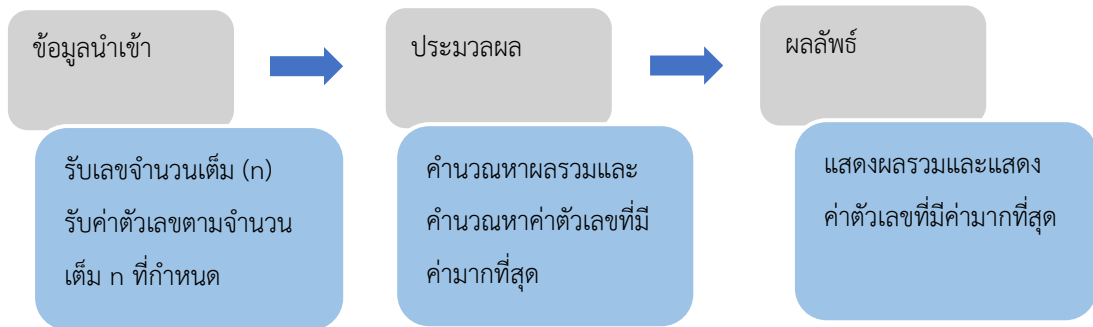 ข้อมูลนำเข้า
รับเลขจำนวนเต็ม (n)
รับค่าตัวเลขตามจำนวน
เต็ม n ที่กำหนด
ประมวลผล
คำนวณหาผลรวมและ
คำนวณหาค่าตัวเลขที่มี
ค่ามากที่สุด
ผลลัพธ์
แสดงผลรวมและแสดง
ค่าตัวเลขที่มีค่ามากที่สุด